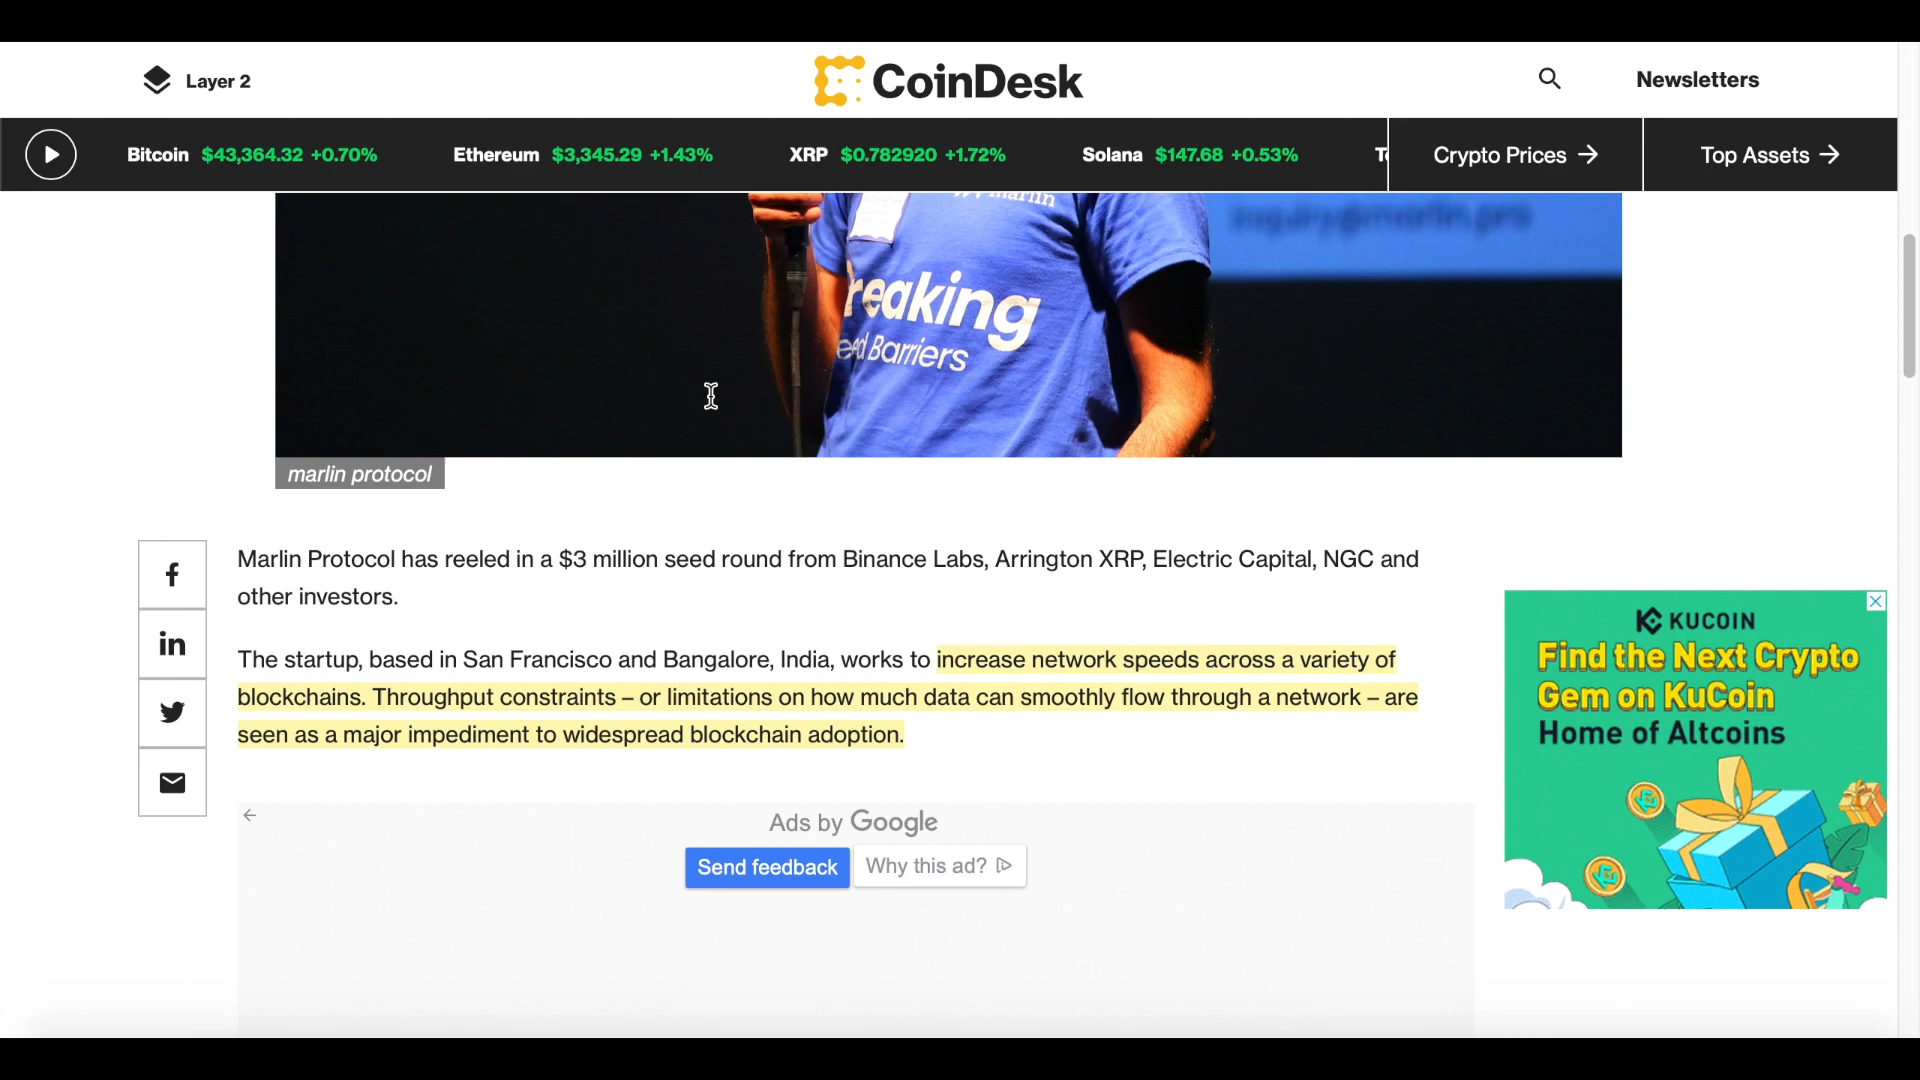 Layer 2
CoinDesk
Newsletters
Bitcoin $43,364.32 +0.70% Ethereum $3,345.29 +1.43% XRP $0.782920 +1.72% Solana $147.68 +0.53%
Crypto Prices → Top Assets →
marlin
inquiry@marlin.pro
reaking
ed Barriers
marlin protocol
Marlin Protocol has reeled in a $3 million seed round from Binance Labs, Arrington XRP, Electric Capital, NGC and
other investors.
The startup, based in San Francisco and Bangalore, India, works to increase network speeds across a variety of
blockchains. Throughput constraints – or limitations on how much data can smoothly flow through a network – are
seen as a major impediment to widespread blockchain adoption.
Ads by Google
Send feedback Why this ad?
KUCOIN
Find the Next Crypto
Gem on KuCoin
Home of Altcoins